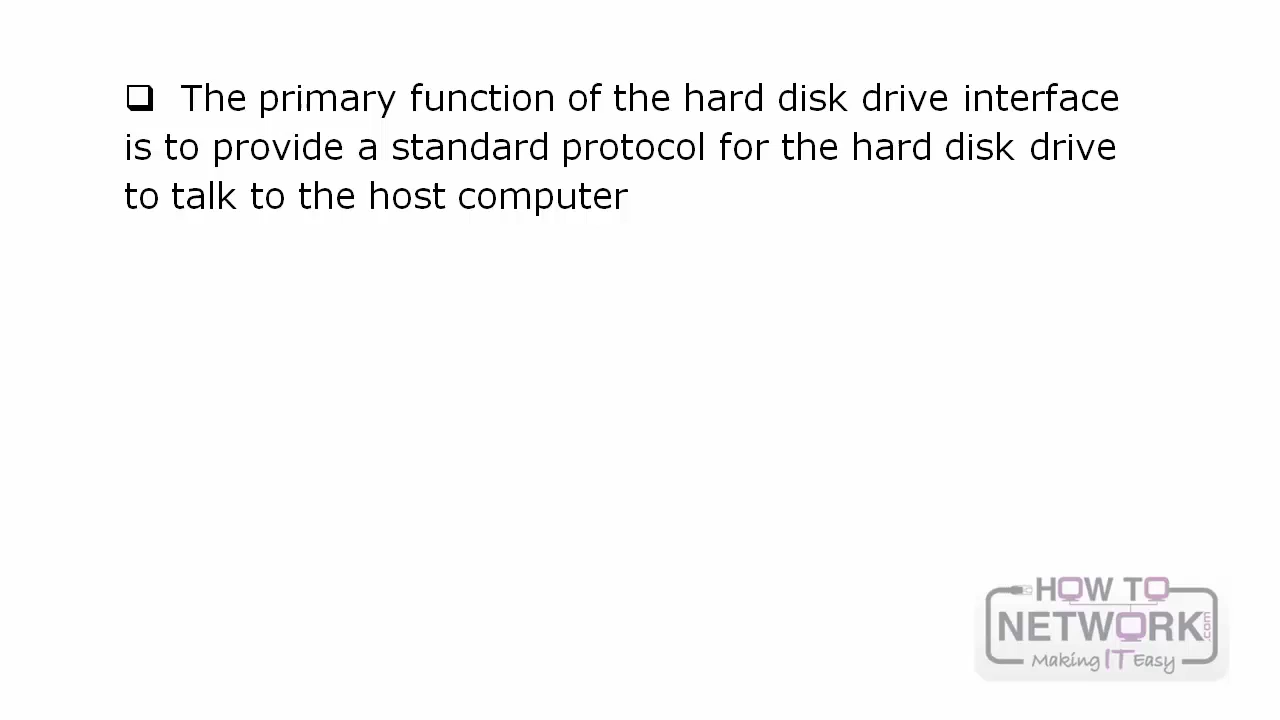 ❑ The primary function of the hard disk drive interface
is to provide a standard protocol for the hard disk drive
to talk to the host computer
HOW TO
NETWORK.com
Making IT Easy